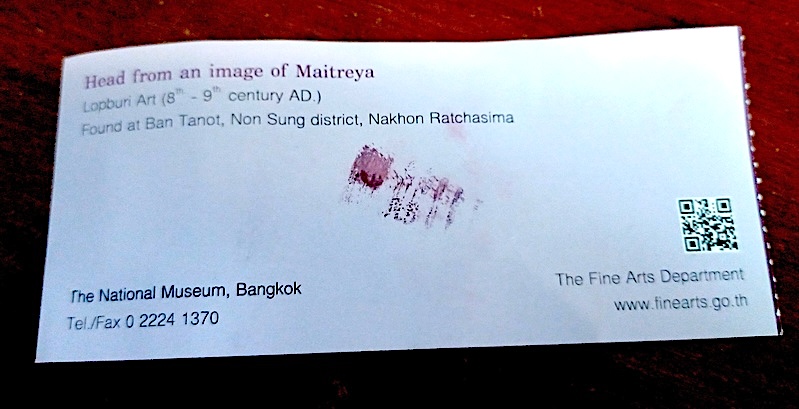 Head from an image of Maitreya
Lopburi Art (8th - 9th century AD.)
Found at Ban Tanot, Non Sung district, Nakhon Ratchasima
The National Museum, Bangkok
Tel./Fax 0 2224 1370
The Fine Arts Department
www.finearts.go.th